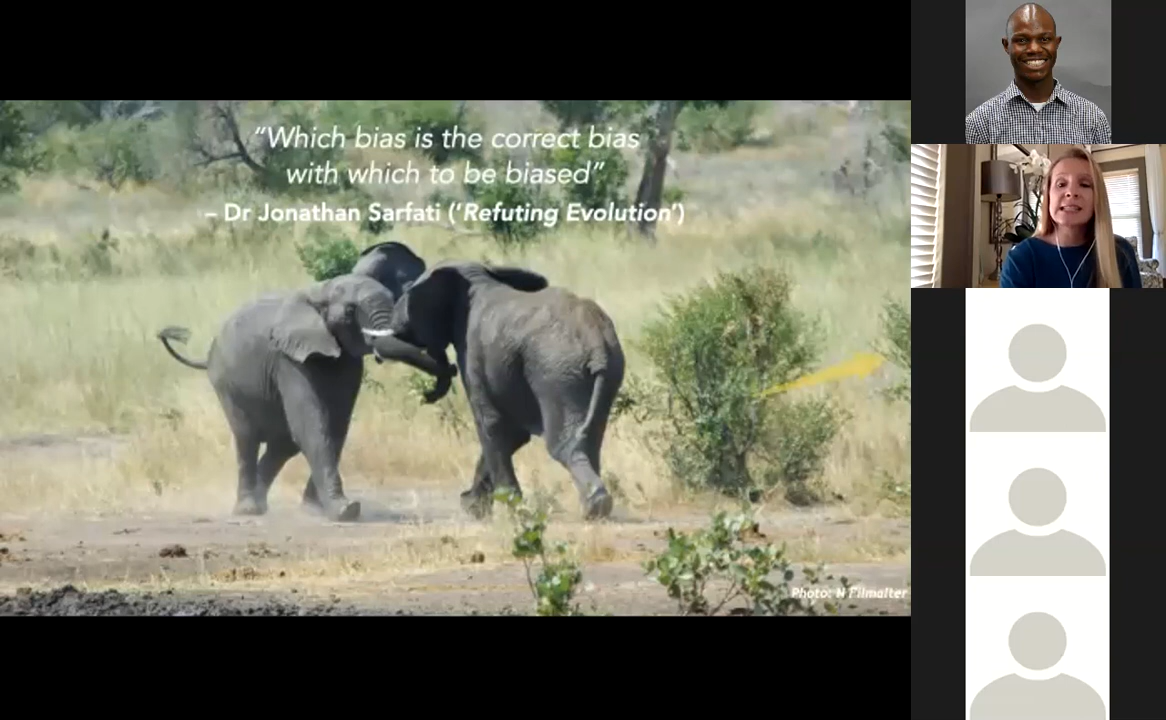 “Which bias is the correct bias
with which to be biased”
– Dr Jonathan Sarfati (‘Refuting Evolution’)
Photo: N Filmalter